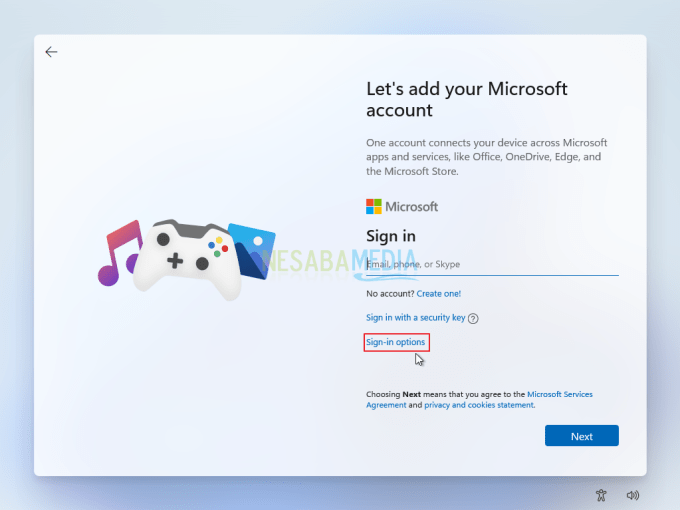 Let's add your Microsoft
account
One account connects your device across Microsoft
apps and services, like Office, OneDrive, Edge, and
the Microsoft Store.
Microsoft
Sign in
NESABAMEDIA
Email, phone, or Skype
No account? Create one!
Sign in with a security key
Sign-in options
Choosing Next means that you agree to the Microsoft Services
Agreement and privacy and cookies statement.
Next